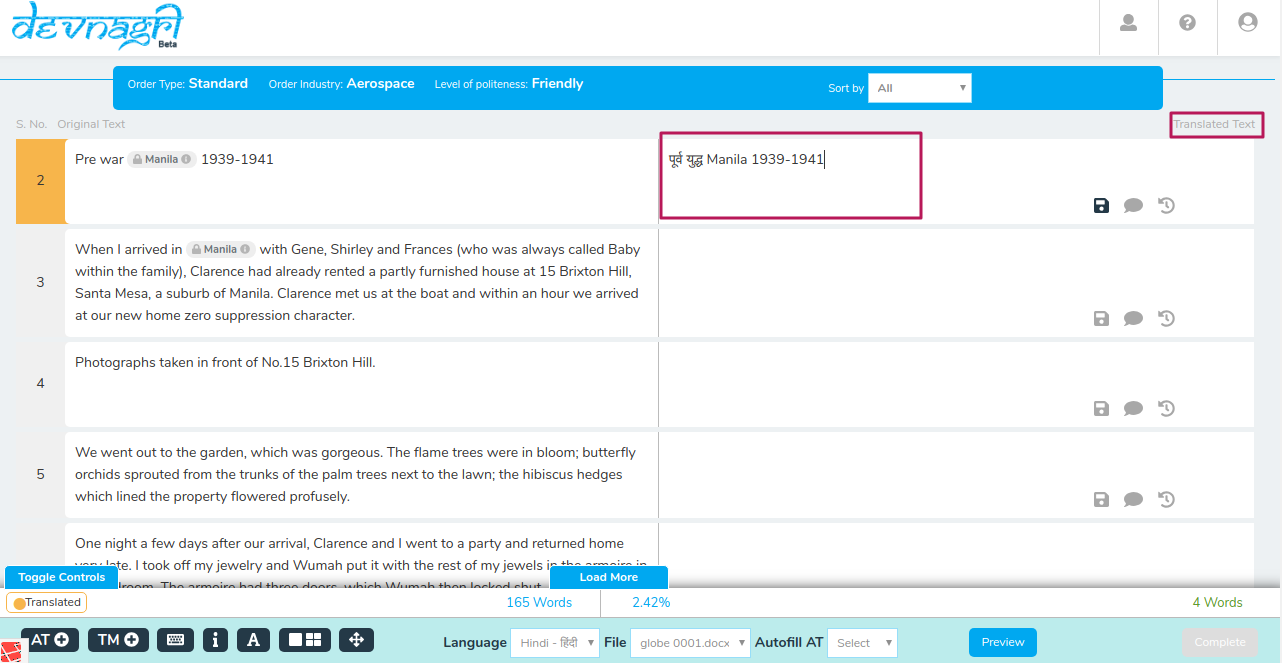 devnagri
Beta
Order Type: Standard Order Industry: Aerospace Level of politeness: Friendly Sort by All
S. No. Original Text Translated Text
2 Pre war Manila 1939-1941 पूर्व युद्ध Manila 1939-1941
3 When I arrived in Manila with Gene, Shirley and Frances (who was always called Baby
within the family), Clarence had already rented a partly furnished house at 15 Brixton Hill,
Santa Mesa, a suburb of Manila. Clarence met us at the boat and within an hour we arrived
at our new home zero suppression character.
4 Photographs taken in front of No.15 Brixton Hill.
5 We went out to the garden, which was gorgeous. The flame trees were in bloom; butterfly
orchids sprouted from the trunks of the palm trees next to the lawn; the hibiscus hedges
which lined the property flowered profusely.
One night a few days after our arrival, Clarence and I went to a party and returned home
very late. I took off my jewelry and Wumah put it with the rest of my jewels in the armoire in
droom. The armoire had three doors, which Wumah then locked shut.
Toggle Controls Load More
Translated 165 Words 2.42% 4 Words
AT TM i A Language Hindi - हिंदी File globe 0001.docx Autofill AT Select Preview Complete